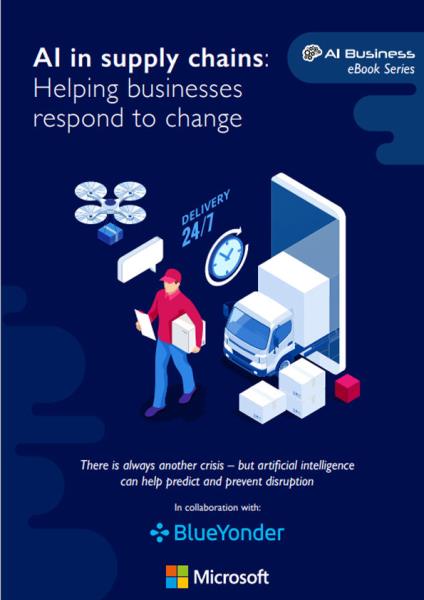 AI in supply chains:
Helping businesses
respond to change
AI Business
eBook Series
DELIVERY
24/7
There is always another crisis – but artificial intelligence
can help predict and prevent disruption
In collaboration with:
BlueYonder
Microsoft